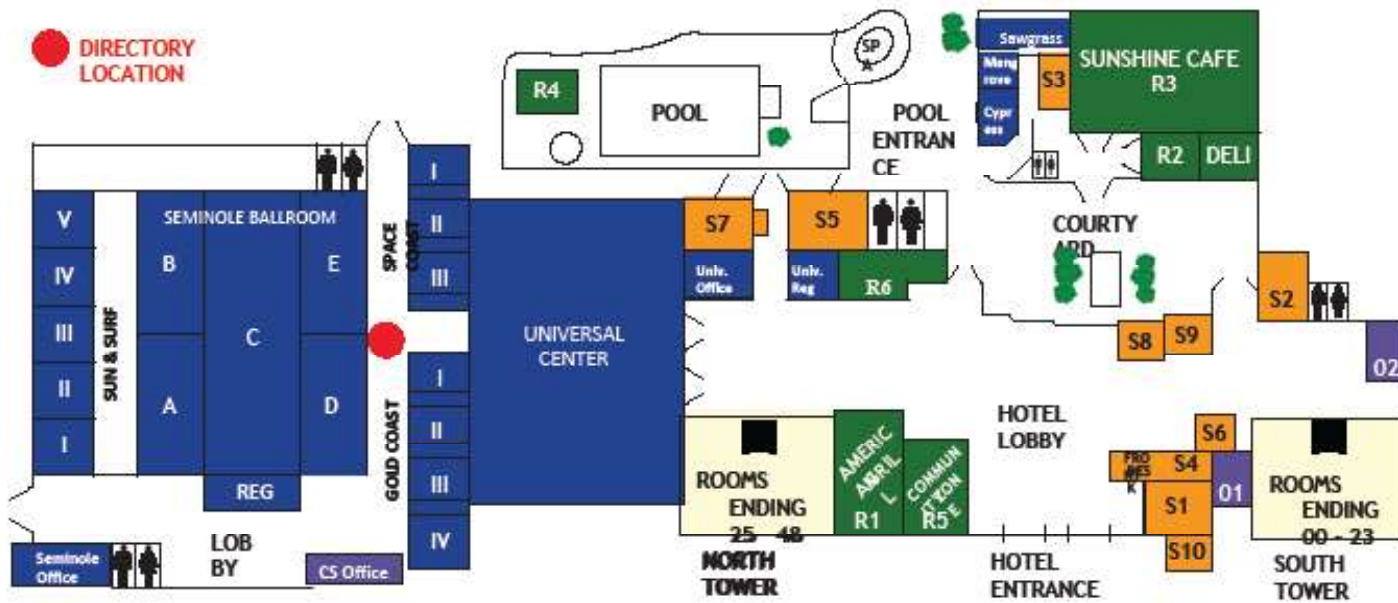 DIRECTORY
LOCATION
SP
A
R4
POOL
POOL
ENTRAN
CE
Sawgrass
Mang
rove
Cypr
ess
S3
SUNSHINE CAFE
R3
R2
DELI
COURTY
ARD
V
IV
III
II
I
SUN & SURF
SEMINOLE BALLROOM
B
E
C
A
D
REG
SPACE
COAST
I
II
III
GOLD COAST
I
II
III
IV
UNIVERSAL
CENTER
S7
S5
Univ.
Office
Univ.
Reg
R6
S2
S8
S9
O2
HOTEL
LOBBY
S6
S4
O1
S1
S10
ROOMS
ENDING
25 - 48
NORTH
TOWER
R1
R5
ROOMS
ENDING
00 - 23
SOUTH
TOWER
HOTEL
ENTRANCE
Seminole
Office
LOB
BY
CS Office